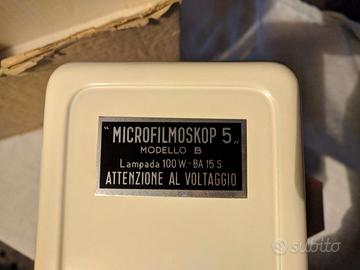 "MICROFILMOSKOP 5„
MODELLO B
Lampada 100 W.-BA 15 S
ATTENZIONE AL VOLTAGGIO
subito